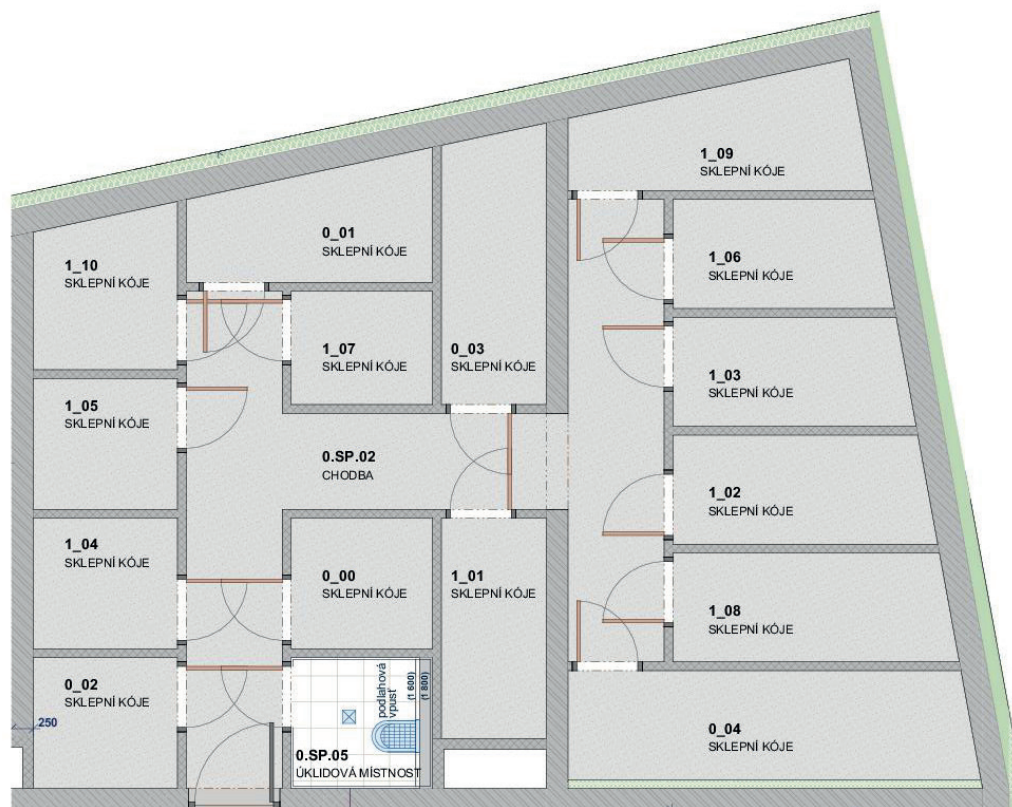 1_09
SKLEPNÍ KÓJE
0_01
SKLEPNÍ KÓJE
1_10
SKLEPNÍ KÓJE
1_06
SKLEPNÍ KÓJE
1_07
SKLEPNÍ KÓJE
0_03
SKLEPNÍ KÓJE
1_03
SKLEPNÍ KÓJE
1_05
SKLEPNÍ KÓJE
0.SP.02
CHODBA
1_02
SKLEPNÍ KÓJE
1_04
SKLEPNÍ KÓJE
0_00
SKLEPNÍ KÓJE
1_01
SKLEPNÍ KÓJE
1_08
SKLEPNÍ KÓJE
0_02
SKLEPNÍ KÓJE
podlahová
vpusť
(1 600)
(1 800)
250
0_04
SKLEPNÍ KÓJE
0.SP.05
ÚKLIDOVÁ MÍSTNOST